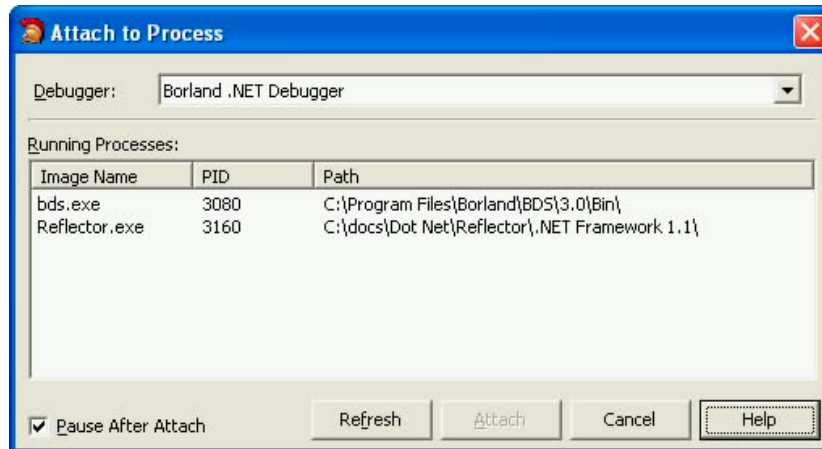 Attach to Process
Debugger: Borland .NET Debugger
Running Processes:
Image Name PID Path
bds.exe 3080 C:\Program Files\Borland\BDS\3.0\Bin\
Reflector.exe 3160 C:\docs\Dot Net\Reflector\.NET Framework 1.1\
Pause After Attach Refresh Attach Cancel Help